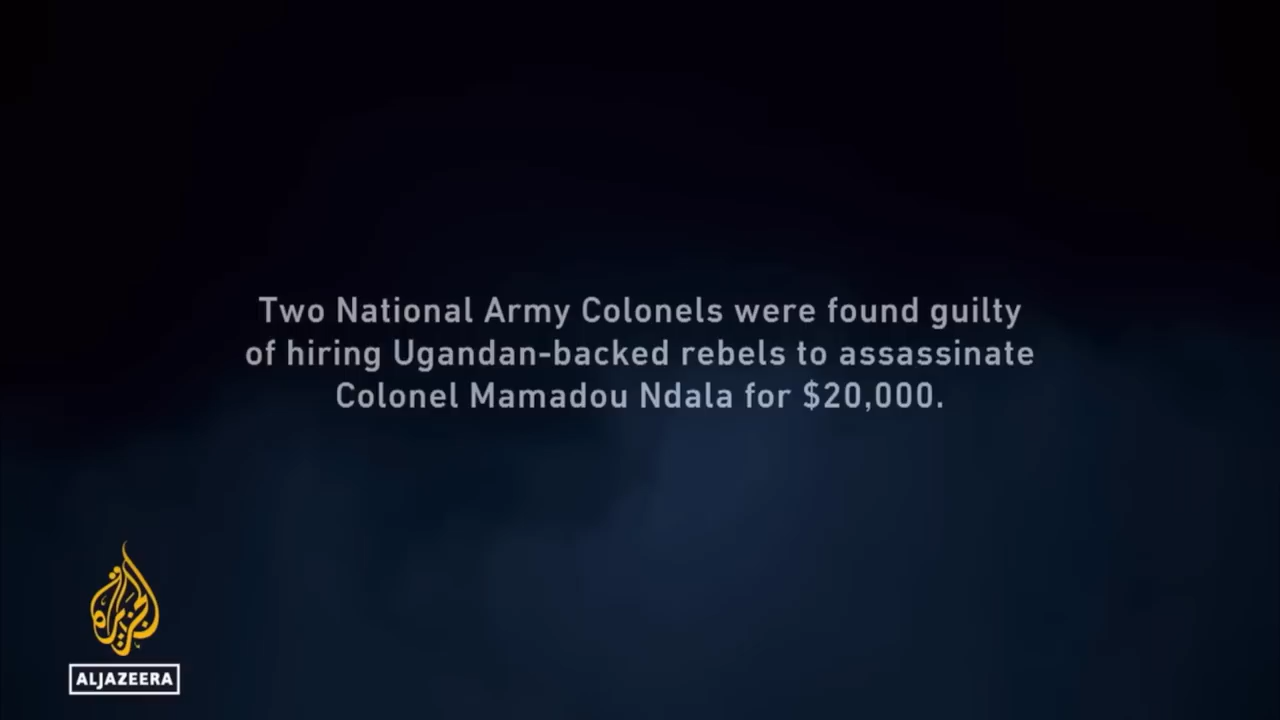 Two National Army Colonels were found guilty
of hiring Ugandan-backed rebels to assassinate
Colonel Mamadou Ndala for $20,000.
الجزيرة
ALJAZEERA